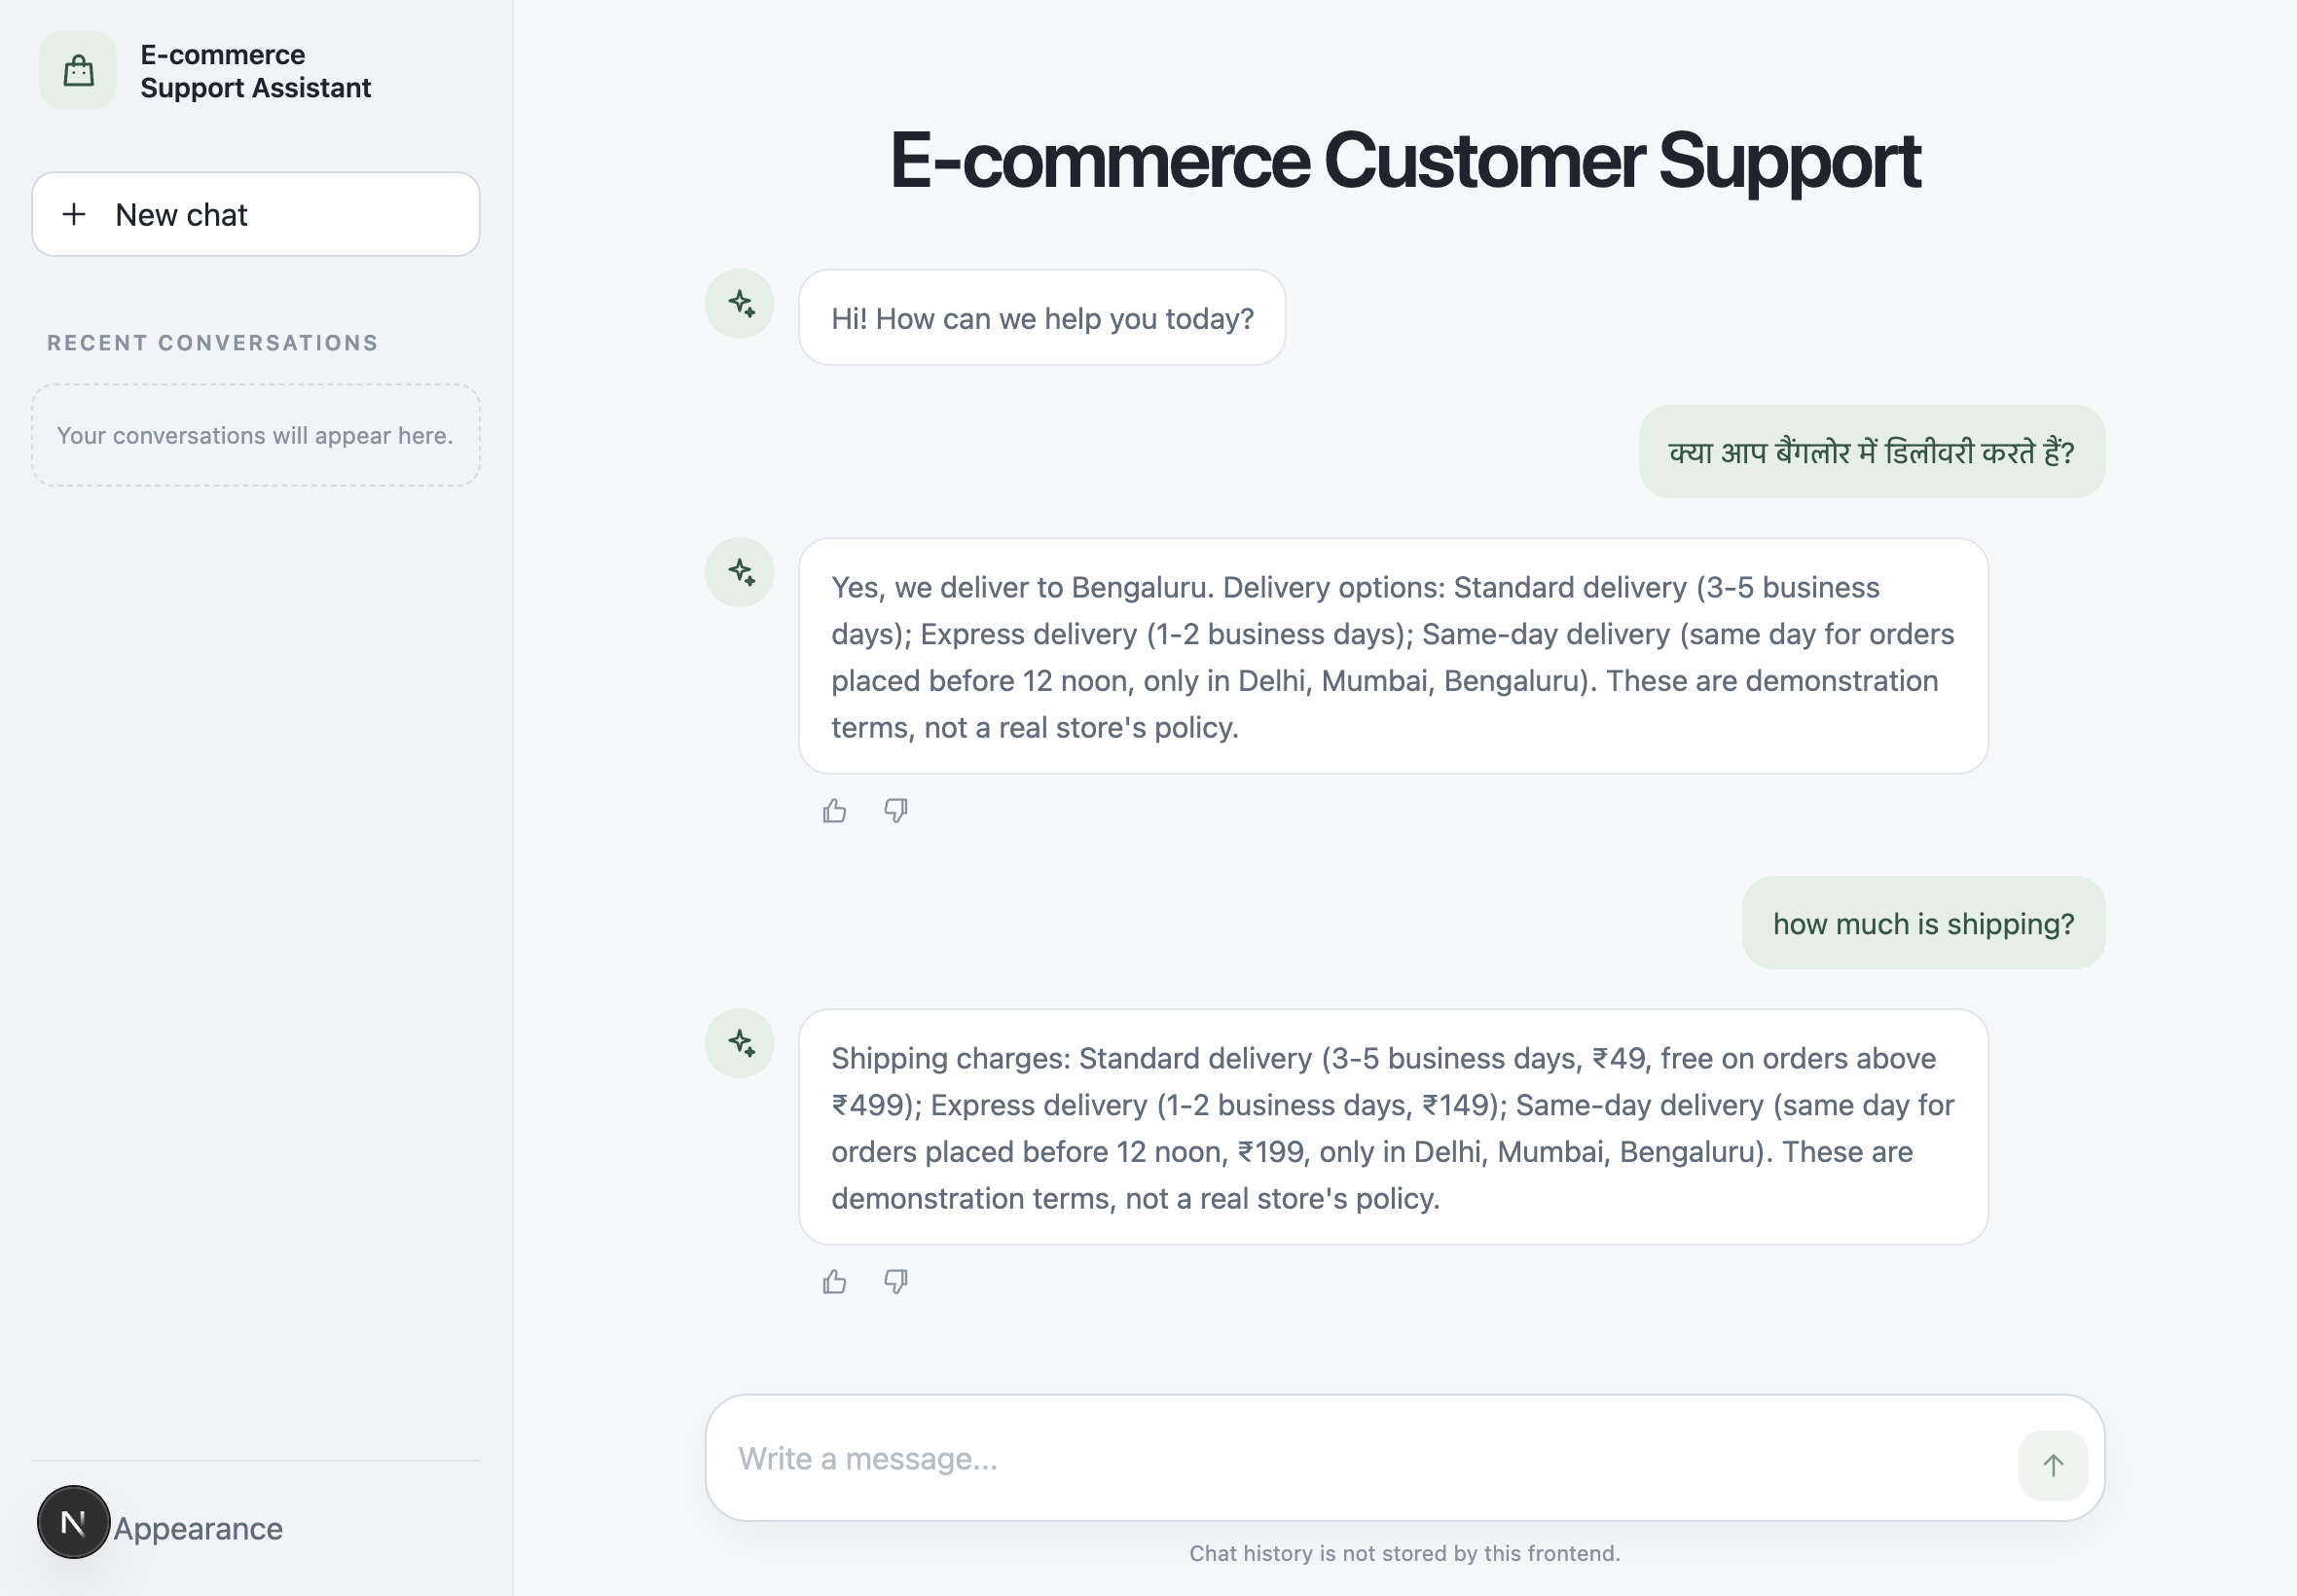 E-commerce
Support Assistant
New chat
RECENT CONVERSATIONS
Your conversations will appear here.
Appearance
E-commerce Customer Support
Hi! How can we help you today?
क्या आप बैंगलोर में डिलीवरी करते हैं?
Yes, we deliver to Bengaluru. Delivery options: Standard delivery (3-5 business
days); Express delivery (1-2 business days); Same-day delivery (same day for orders
placed before 12 noon, only in Delhi, Mumbai, Bengaluru). These are demonstration
terms, not a real store's policy.
how much is shipping?
Shipping charges: Standard delivery (3-5 business days, ₹49, free on orders above
₹499); Express delivery (1-2 business days, ₹149); Same-day delivery (same day for
orders placed before 12 noon, ₹199, only in Delhi, Mumbai, Bengaluru). These are
demonstration terms, not a real store's policy.
Write a message...
Chat history is not stored by this frontend.